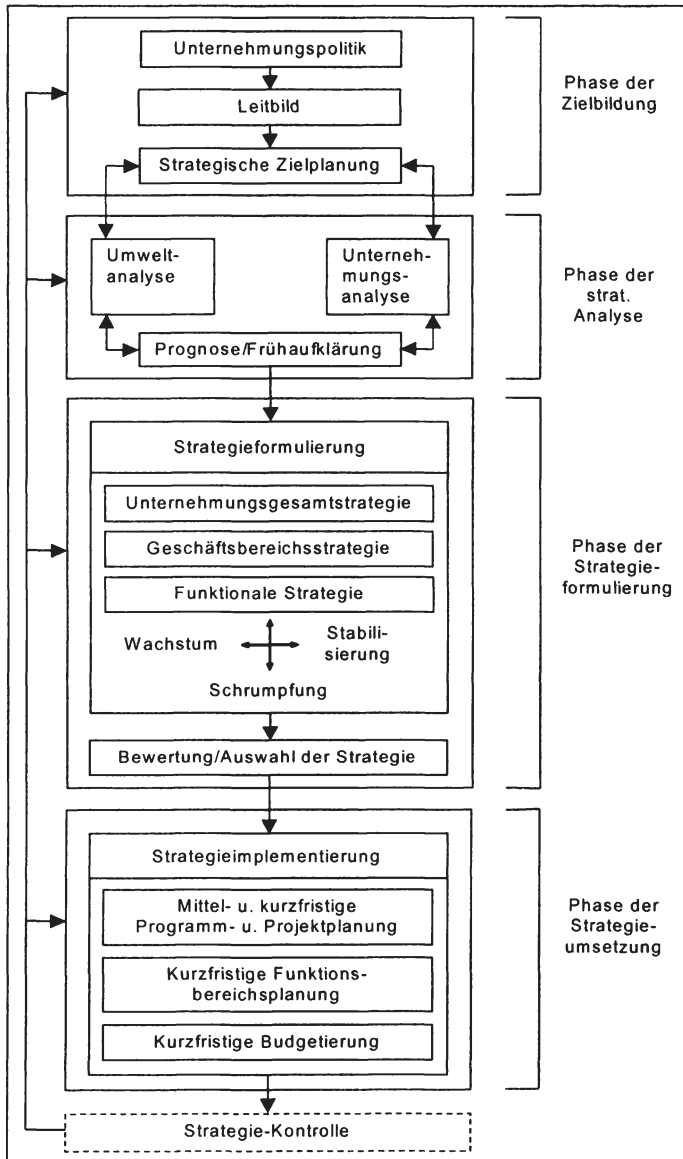 Unternehmungspolitik
Leitbild
Strategische Zielplanung
Phase der
Zielbildung
Umwelt-
analyse
Unterneh-
mungs-
analyse
Prognose/Frühaufklärung
Phase der
strat.
Analyse
Strategieformulierung
Unternehmungsgesamtstrategie
Geschäftsbereichsstrategie
Funktionale Strategie
Wachstum
Stabili-
sierung
Schrumpfung
Bewertung/Auswahl der Strategie
Phase der
Strategie-
formulierung
Strategieimplementierung
Mittel- u. kurzfristige
Programm- u. Projektplanung
Kurzfristige Funktions-
bereichsplanung
Kurzfristige Budgetierung
Phase der
Strategie-
umsetzung
Strategie-Kontrolle